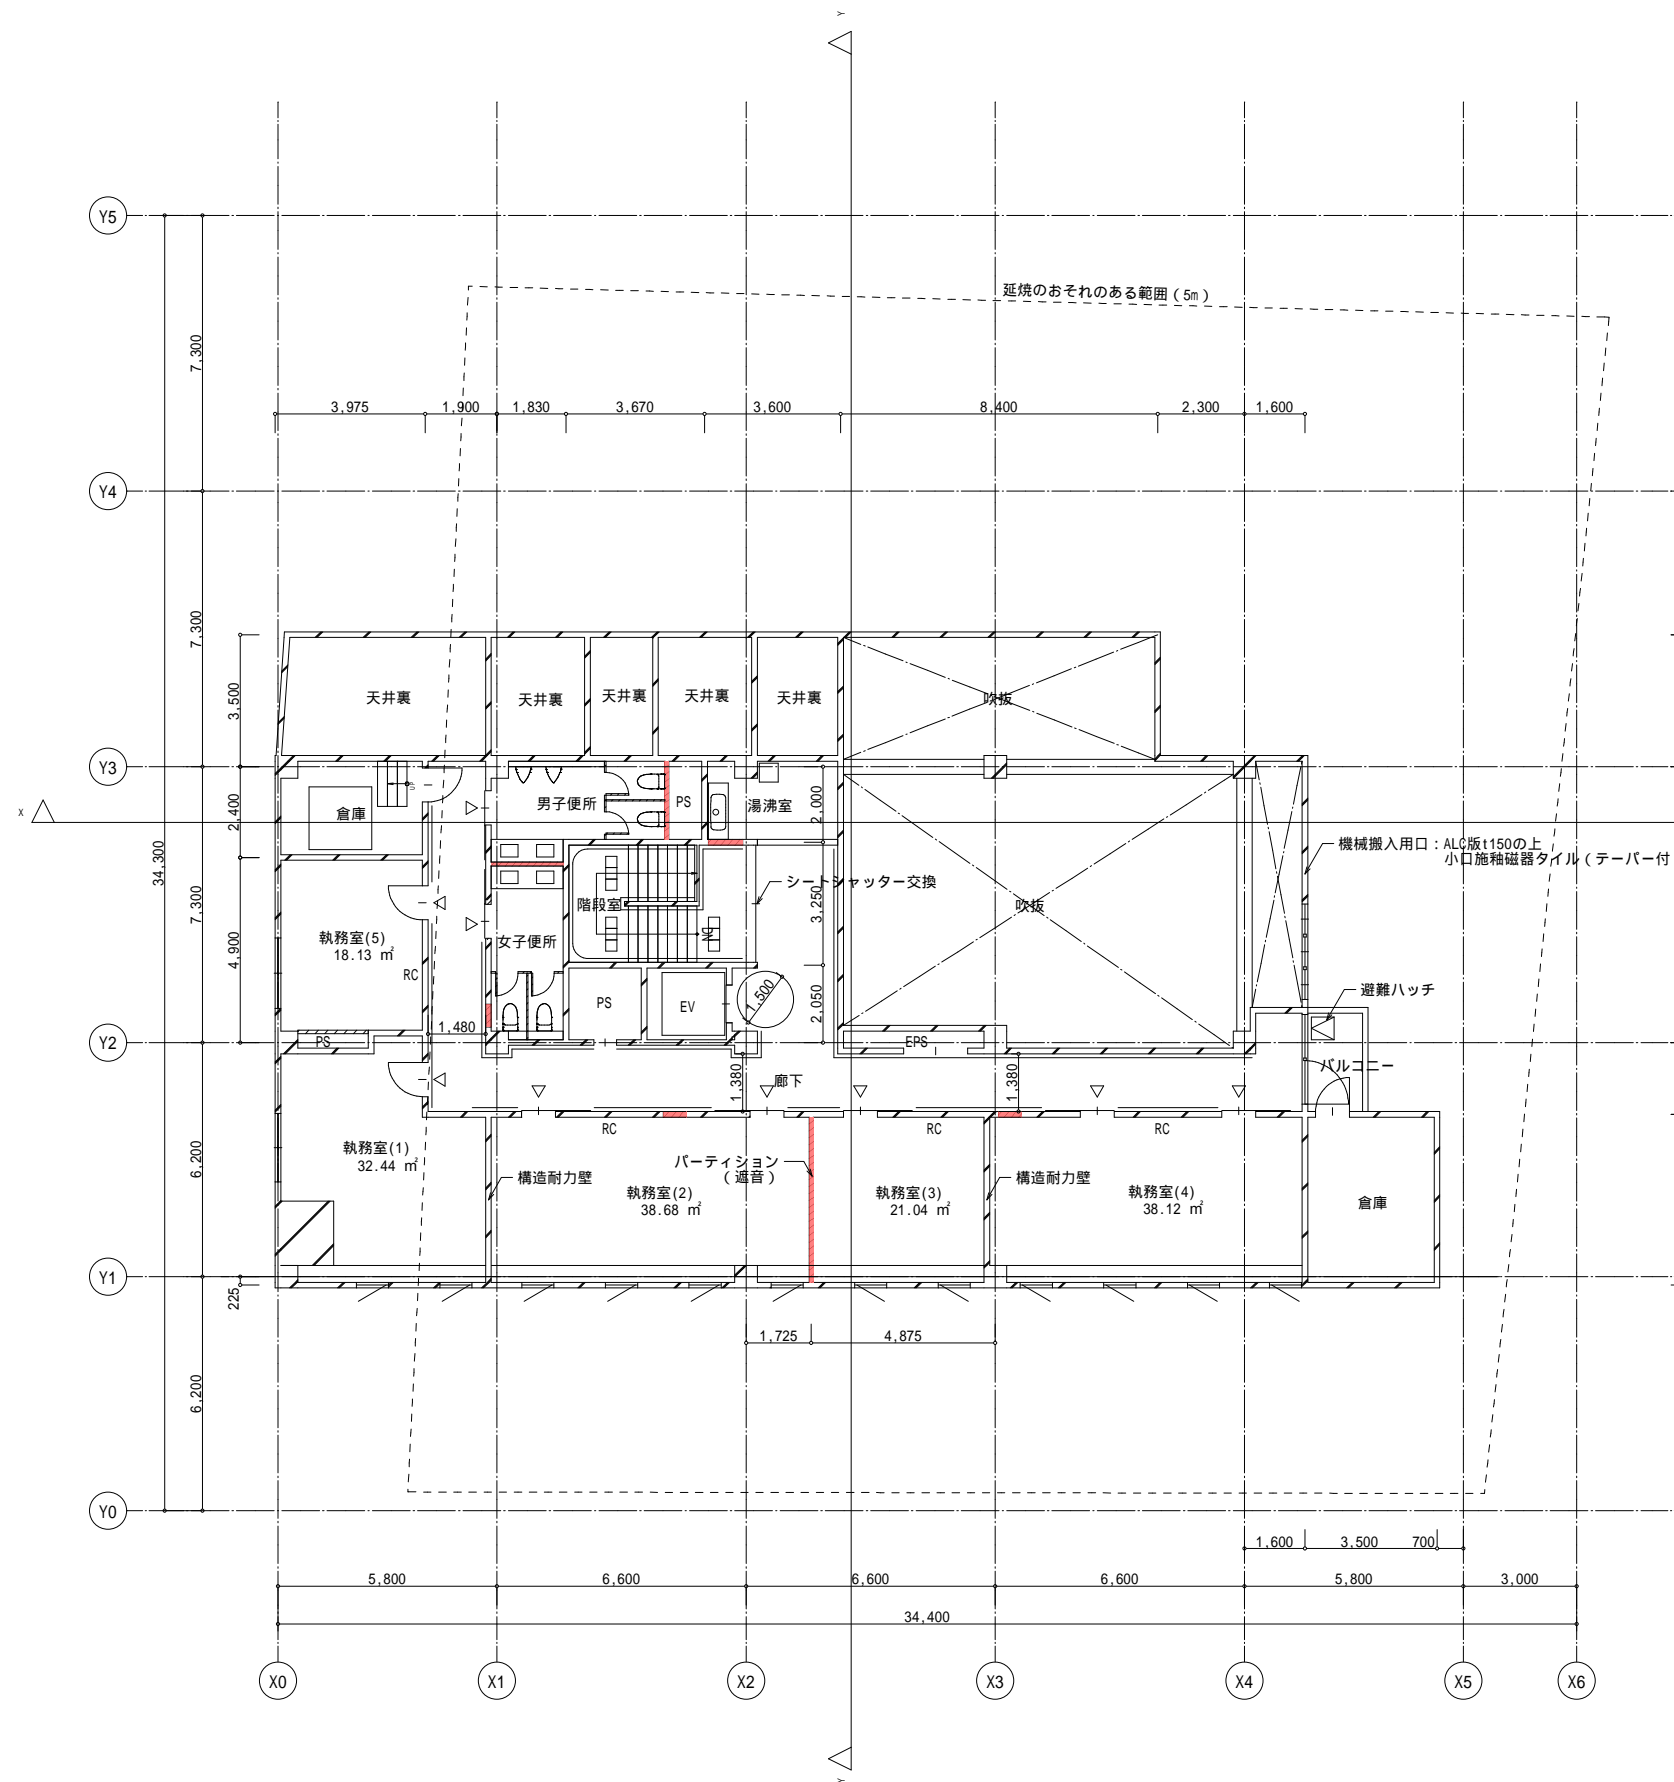 Y
Y5
延焼のおそれのある範囲(5m)
7,300
3,975
1,900
1,830
3,670
3,600
8,400
2,300
1,600
Y4
7,300
3,500
天井裏
天井裏
天井裏
天井裏
天井裏
吹抜
Y3
X
34,300
2,400
倉庫
UP
男子便所
PS
湯沸室
2,000
機械搬入用口：ALC版t150の上
小口施釉磁器タイル(テーパー付
シートシャッター交換
7,300
4,900
階段室
DN
3,250
吹抜
執務室(5)
18.13 ㎡
RC
女子便所
PS
EV
1,500
2,050
避難ハッチ
1,480
Y2
PS
EPS
1,380
廊下
1,380
バルコニー
RC
RC
RC
6,200
執務室(1)
32.44 ㎡
構造耐力壁
パーティション
(遮音)
執務室(2)
38.68 ㎡
執務室(3)
21.04 ㎡
構造耐力壁
執務室(4)
38.12 ㎡
倉庫
Y1
225
1,725
4,875
6,200
Y0
1,600
3,500
700
5,800
6,600
6,600
6,600
5,800
3,000
34,400
X0
X1
X2
X3
X4
X5
X6
Y